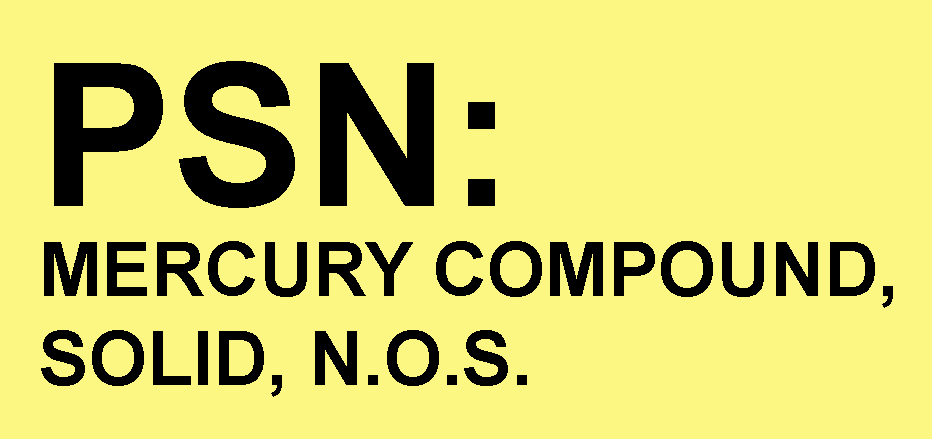 PSN:
MERCURY COMPOUND,
SOLID, N.O.S.